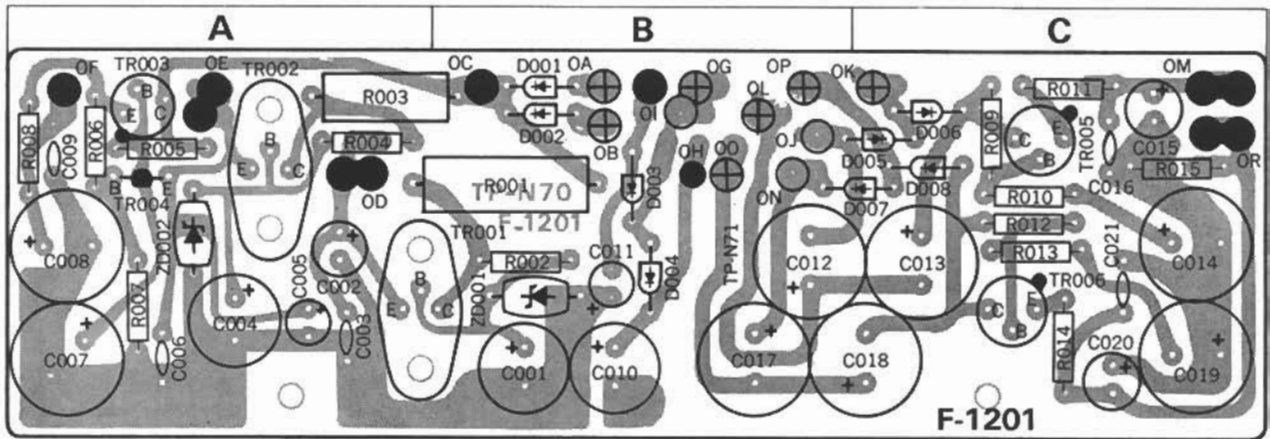 A B C
OF TR003 OE TR002 OC D001 OA OG OP OK R011 OM
B R003 OI OL
E C D002 D006 R009 E TR005 C015
R008 C009 R006 R005 R004 OB OH OO OJ D005 C B OR
B E E B C R001 D003 ON D008 C016 R015
TR004 OD TP-N70 D007 R010
ZD002 F-1201 R012
TR001 TP-N71 R013 C021
C008 C005 C002 ZD001 R002 C011 D004 C012 C013 C014
R007 E B C C TR006 E
C004 B
C007 C006 C003 C001 C010 C017 C018 R014 C020 C019
F-1201